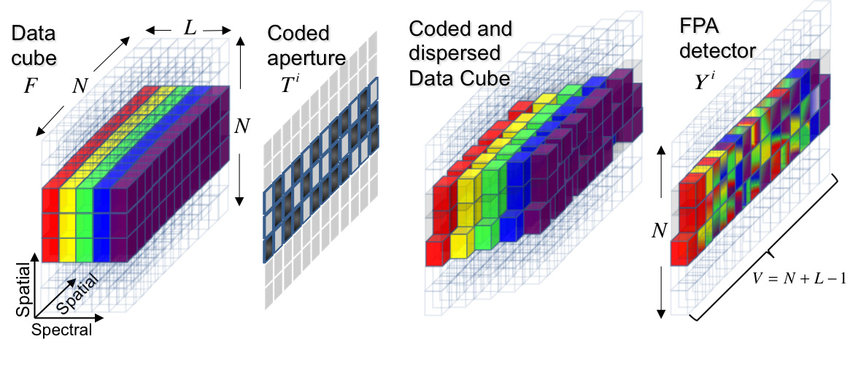 Data
cube
F
N
L
N
Spatial
Spatial
Spectral
Coded
aperture
T^i
Coded and
dispersed
Data Cube
FPA
detector
Y^i
N
V = N + L − 1